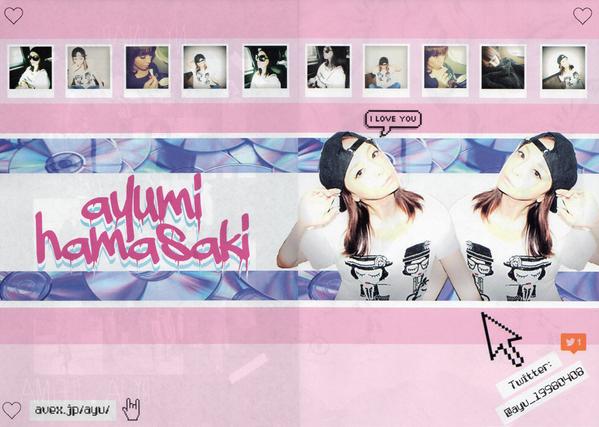 I LOVE YOU
ayumi
hamasaki
1
Twitter:
@ayu_19980408
avex.jp/ayu/